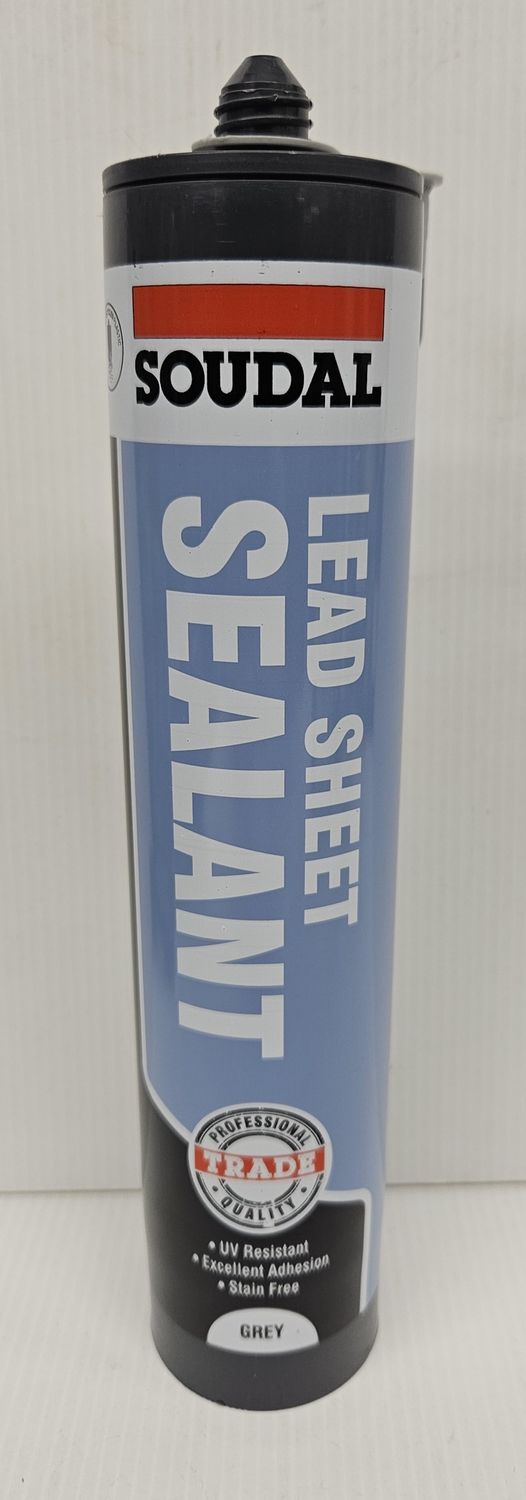 SOUDAL
LEAD SHEET
SEALANT
PROFESSIONAL
TRADE
• QUALITY •
• UV Resistant
• Excellent Adhesion
• Stain Free
GREY